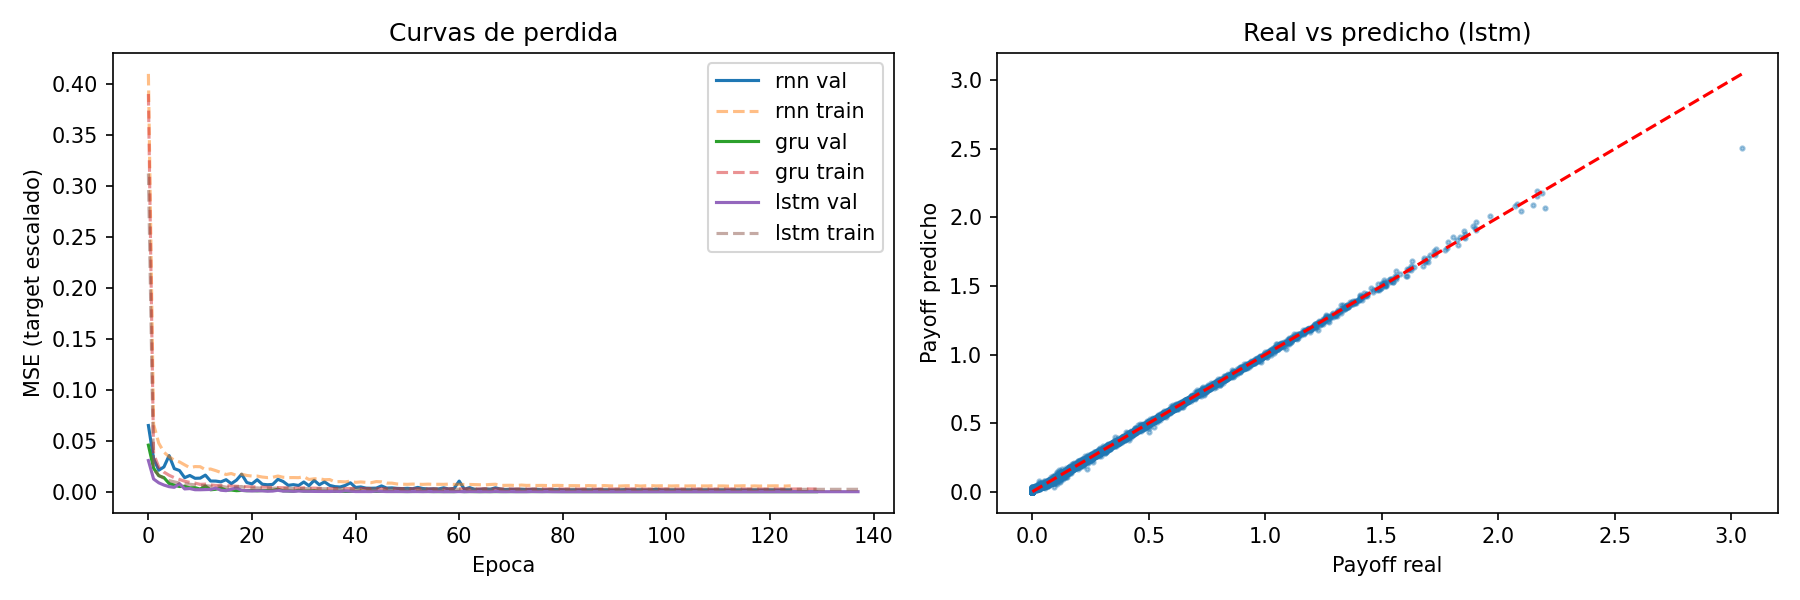 Curvas de perdida
MSE (target escalado)
0.40
0.35
0.30
0.25
0.20
0.15
0.10
0.05
0.00
rnn val
rnn train
gru val
gru train
lstm val
lstm train
0 20 40 60 80 100 120 140
Epoca
Real vs predicho (lstm)
Payoff predicho
3.0
2.5
2.0
1.5
1.0
0.5
0.0
0.0 0.5 1.0 1.5 2.0 2.5 3.0
Payoff real